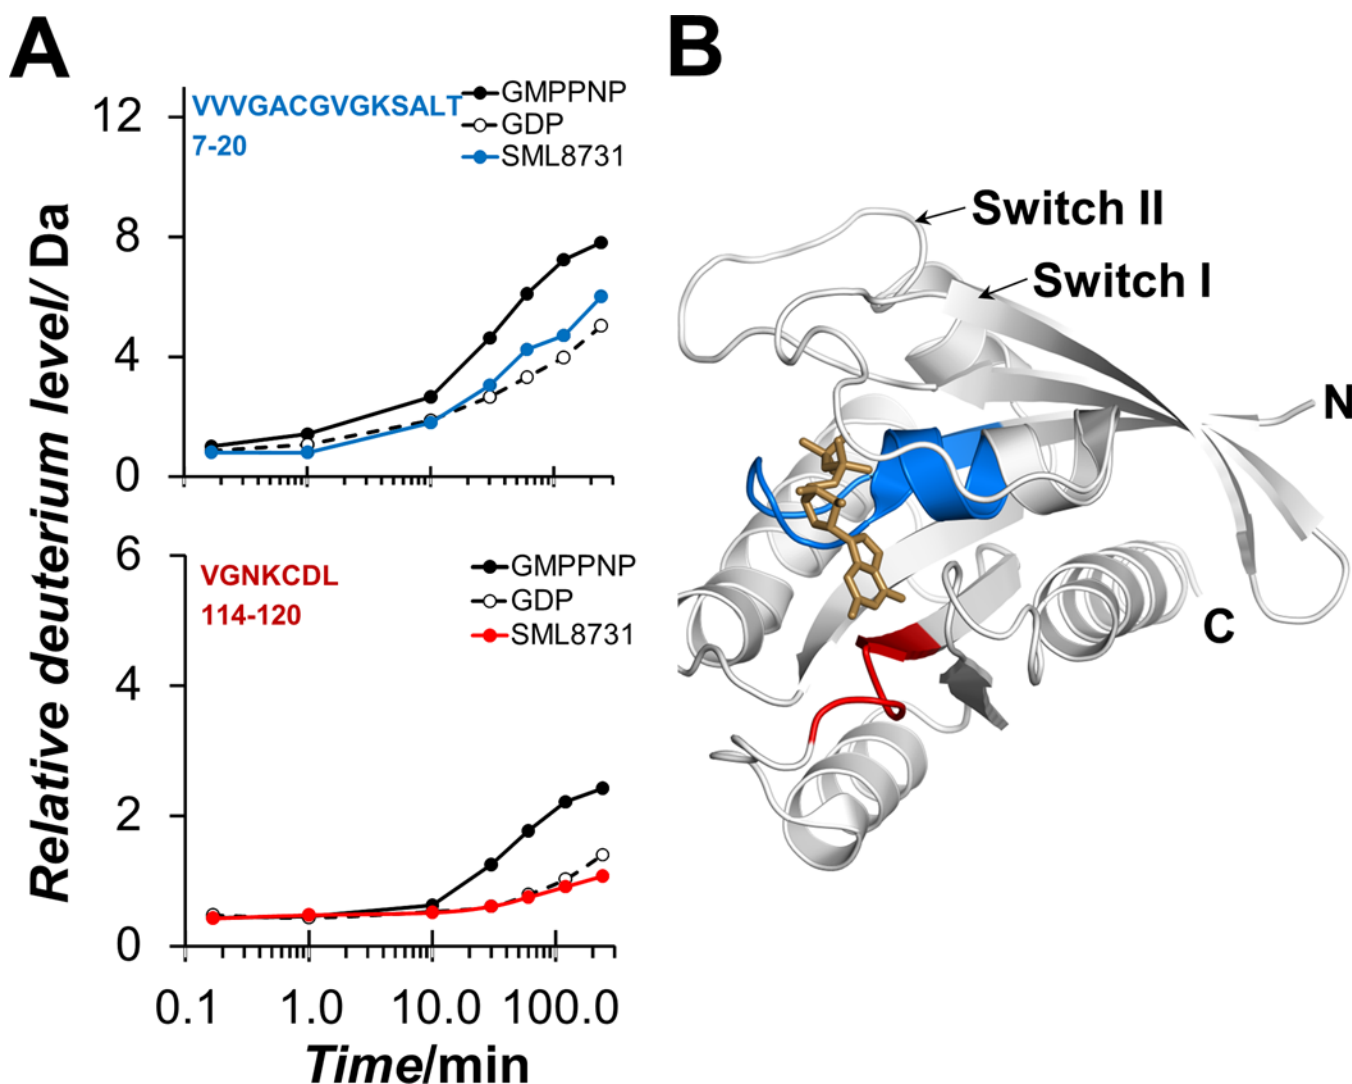 A
VVVGACGVGKSALT
7-20
GMPPNP
GDP
SML8731
12
8
4
0
VGNKCDL
114-120
GMPPNP
GDP
SML8731
6
4
2
0
0.1 1.0 10.0 100.0
Time/min
Relative deuterium level/ Da
B
Switch II
Switch I
N
C